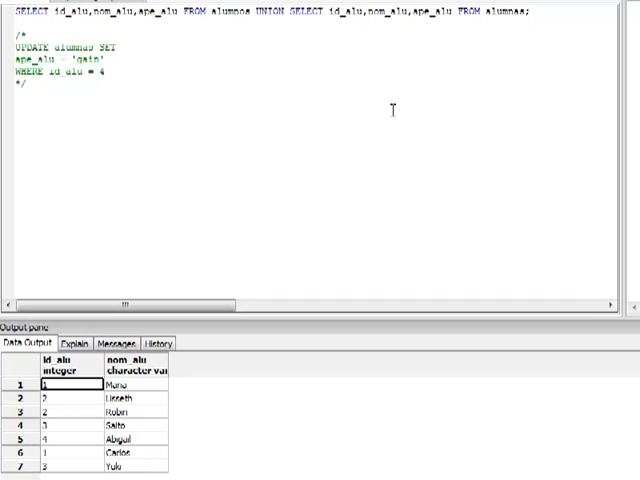 SELECT id_alu,nom_alu,ape_alu FROM alumnos UNION SELECT id_alu,nom_alu,ape_alu FROM alumnas;
/*
UPDATE alumnas SET
ape_alu = 'gain'
WHERE id_alu = 4
*/
Output pane
Data Output Explain Messages History
id_alu nom_alu
integer character var
1 1 Maria
2 2 Lisseth
3 2 Robin
4 3 Saito
5 4 Abigail
6 1 Carlos
7 3 Yuki